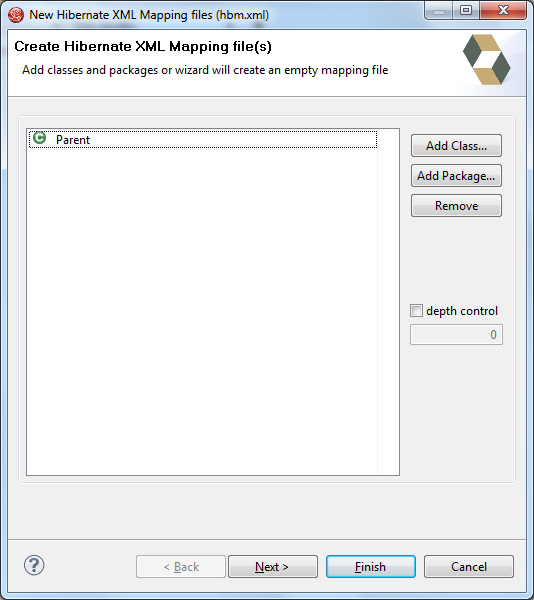 New Hibernate XML Mapping files (hbm.xml)
Create Hibernate XML Mapping file(s)
Add classes and packages or wizard will create an empty mapping file
C Parent
Add Class...
Add Package...
Remove
depth control
0
?
< Back
Next >
Finish
Cancel